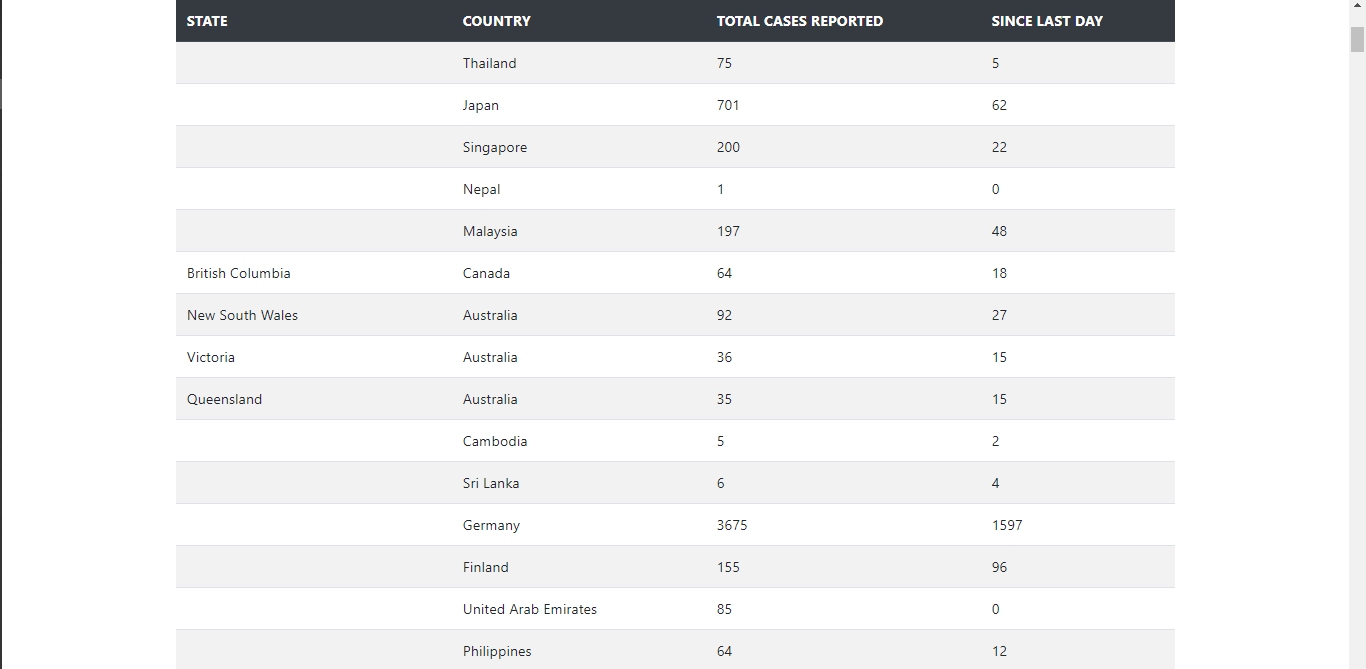 STATE COUNTRY TOTAL CASES REPORTED SINCE LAST DAY
Thailand 75 5
Japan 701 62
Singapore 200 22
Nepal 1 0
Malaysia 197 48
British Columbia Canada 64 18
New South Wales Australia 92 27
Victoria Australia 36 15
Queensland Australia 35 15
Cambodia 5 2
Sri Lanka 6 4
Germany 3675 1597
Finland 155 96
United Arab Emirates 85 0
Philippines 64 12